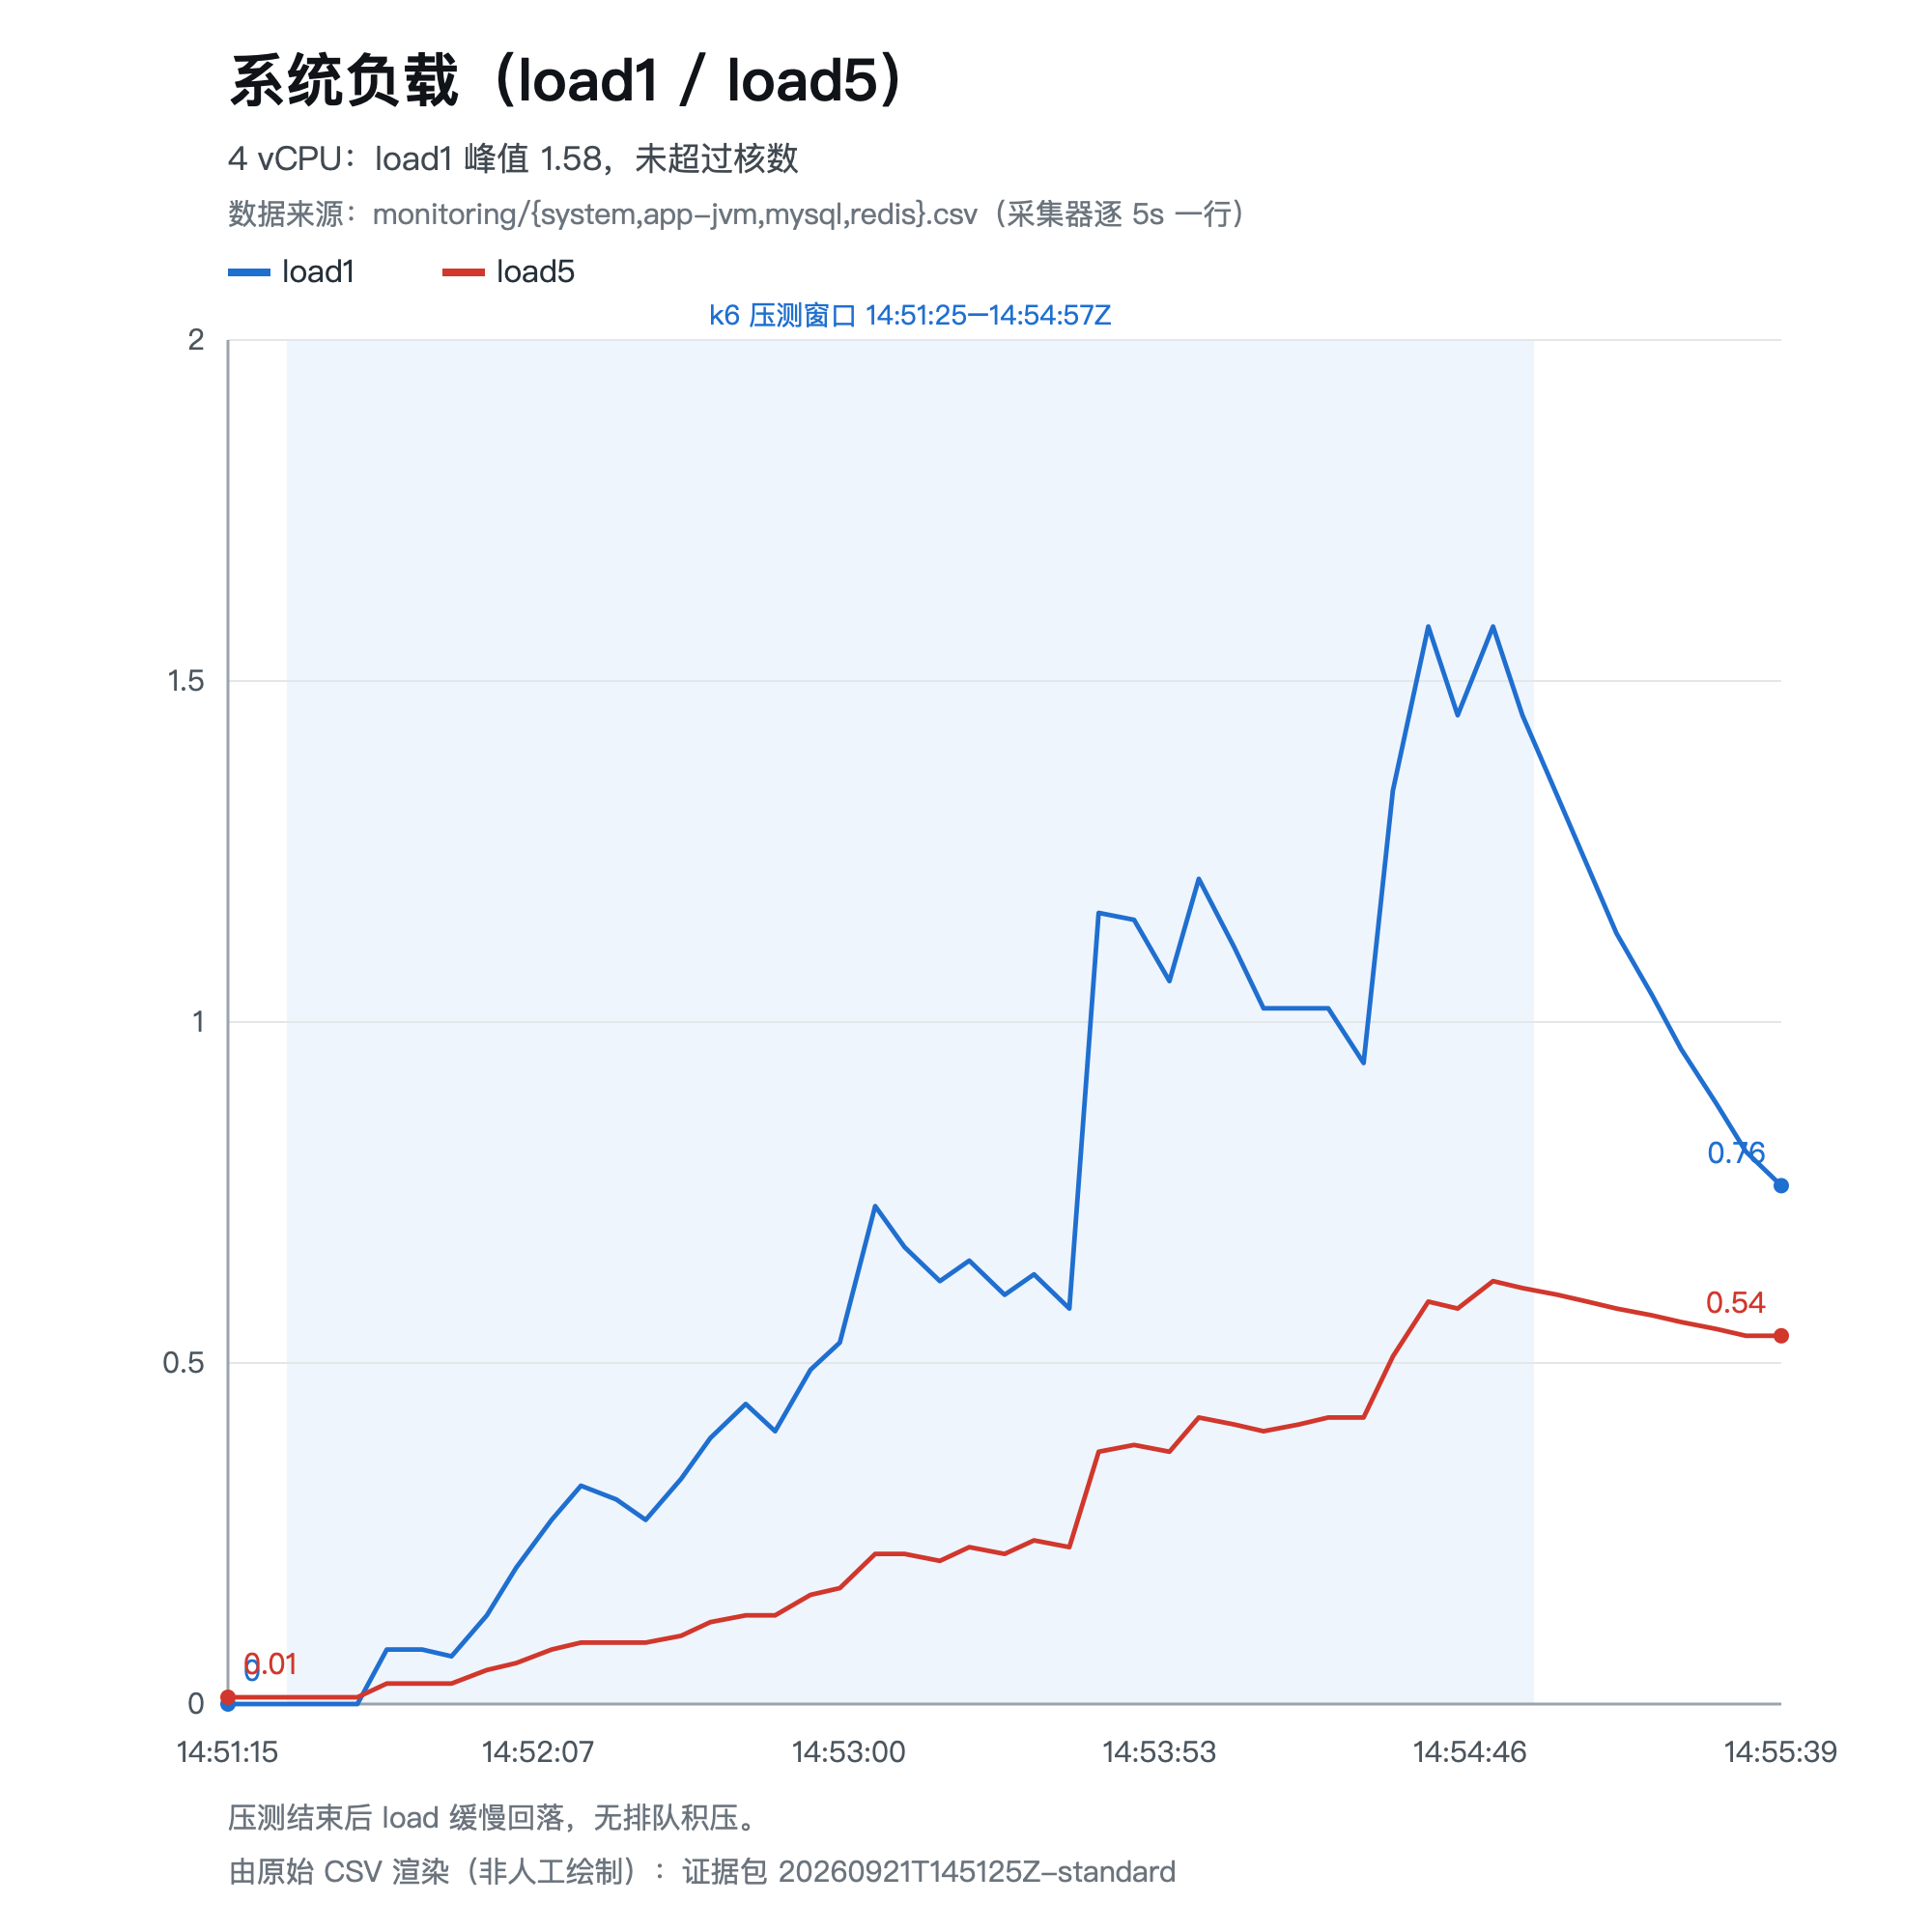 系统负载（load1 / load5）
4 vCPU：load1 峰值 1.58，未超过核数
数据来源：monitoring/{system,app-jvm,mysql,redis}.csv（采集器逐 5s 一行）
load1 load5
k6 压测窗口 14:51:25—14:54:57Z
2
1.5
1
0.76
0.54
0.5
0.01
0
0
14:51:15 14:52:07 14:53:00 14:53:53 14:54:46 14:55:39
压测结束后 load 缓慢回落，无排队积压。
由原始 CSV 渲染（非人工绘制）：证据包 20260921T145125Z-standard